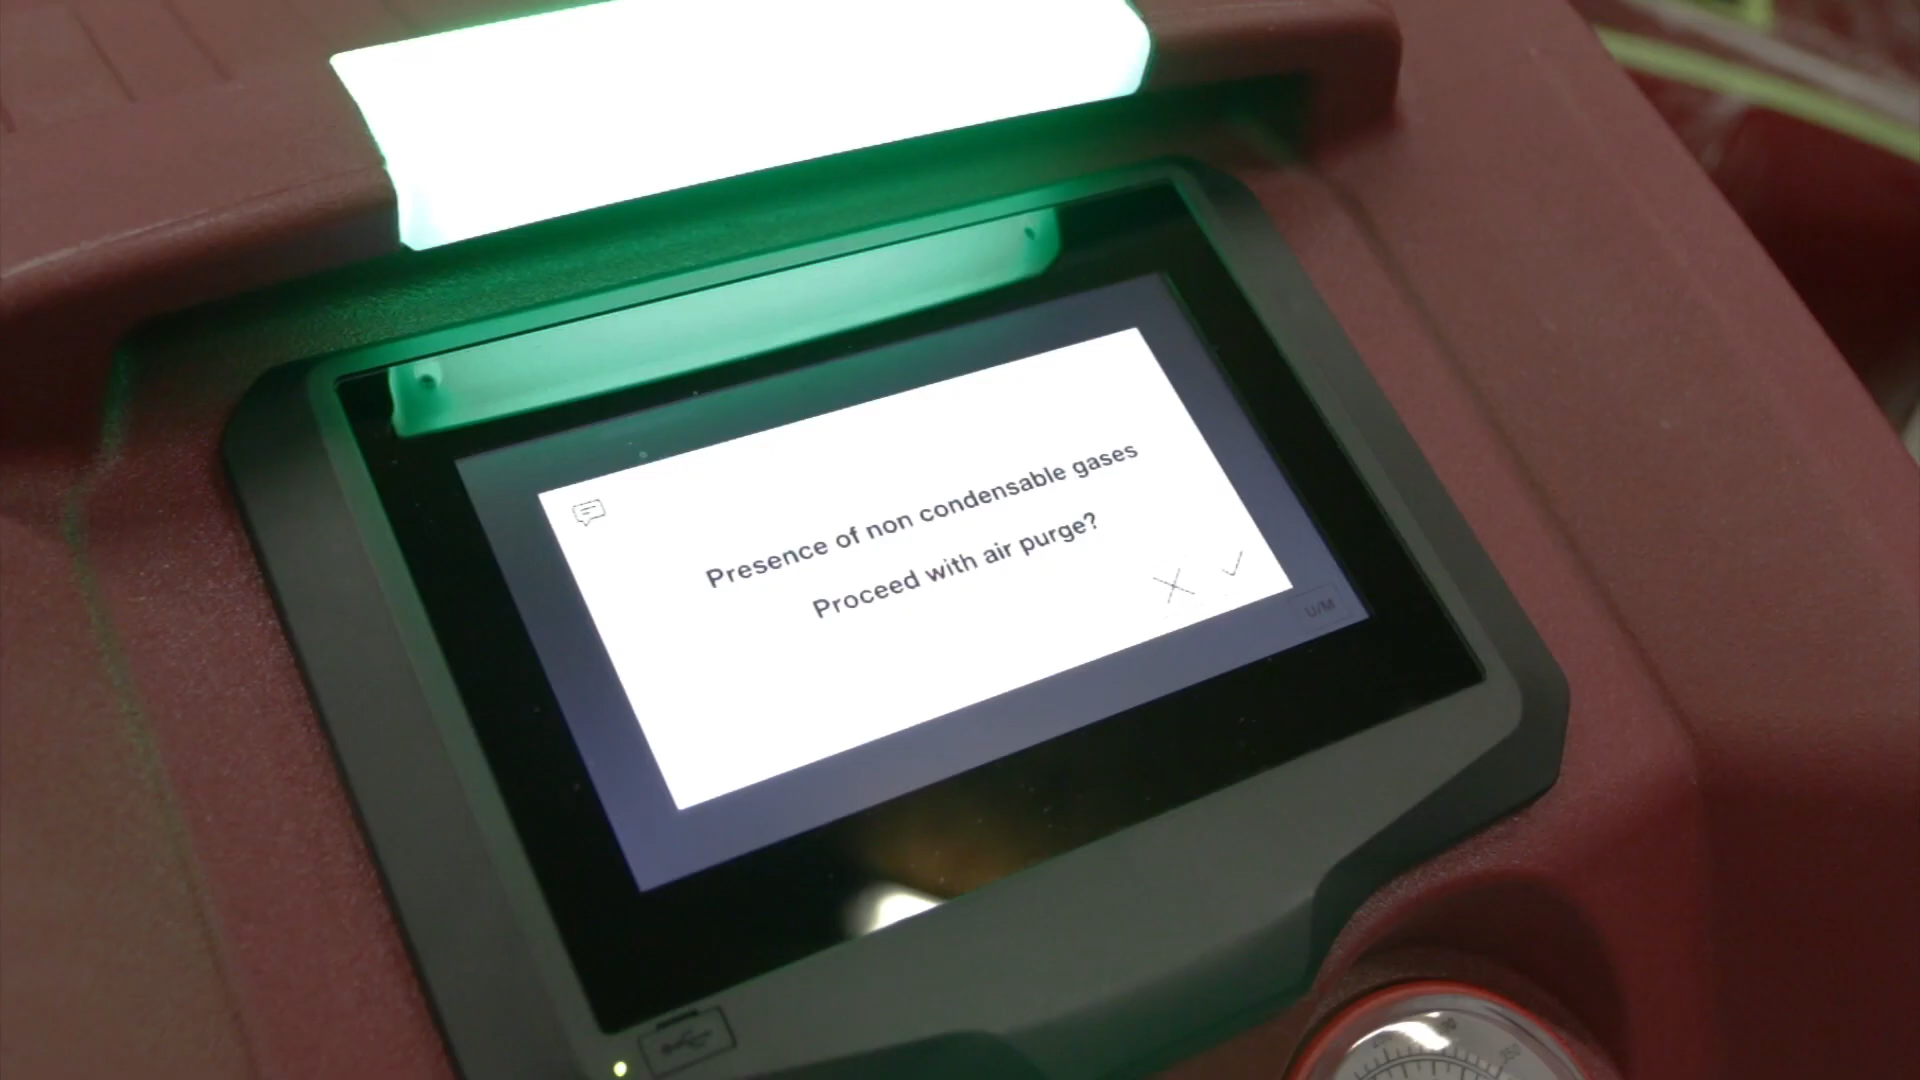 Presence of non condensable gases
Proceed with air purge?
U/M